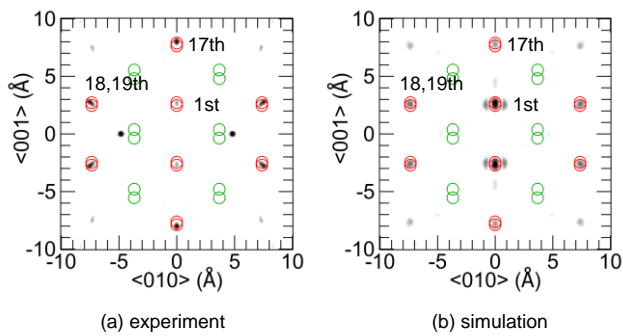 10
5
0
-5
-10
<001> (Å)
17th
18,19th
1st
-10 -5 0 5 10
<010> (Å)
(a) experiment
10
5
0
-5
-10
<001> (Å)
17th
18,19th
1st
-10 -5 0 5 10
<010> (Å)
(b) simulation